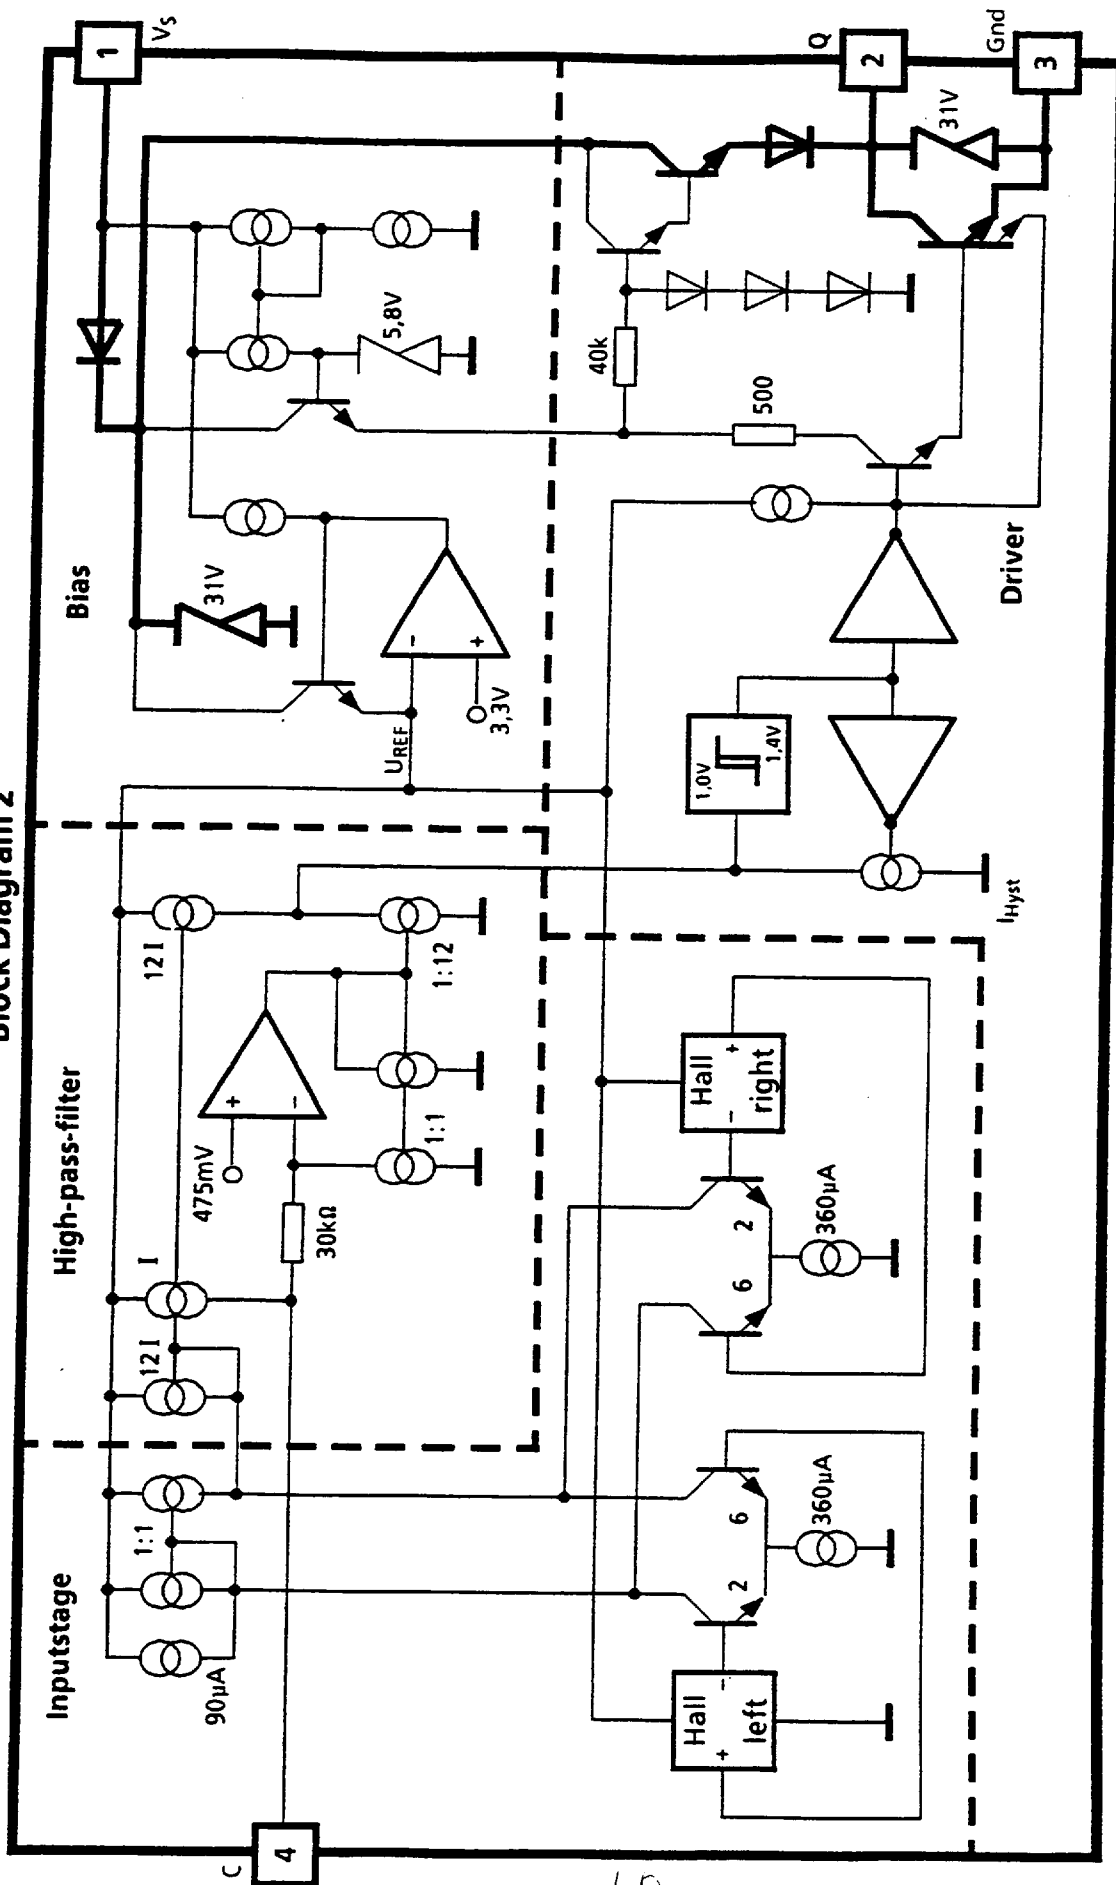 Block Diagram 2
Inputstage
High-pass-filter
Bias
Driver
1
Vs
2
Q
3
Gnd
4
C
90µA
1:1
12 I
I
12 I
475mV
+
−
30kΩ
1:1
1:12
UREF
3,3V
−
+
31V
5,8V
40k
500
31V
1,0V
1,4V
IHyst
Hall
left
+
−
2
6
360µA
Hall
right
−
+
6
2
360µA